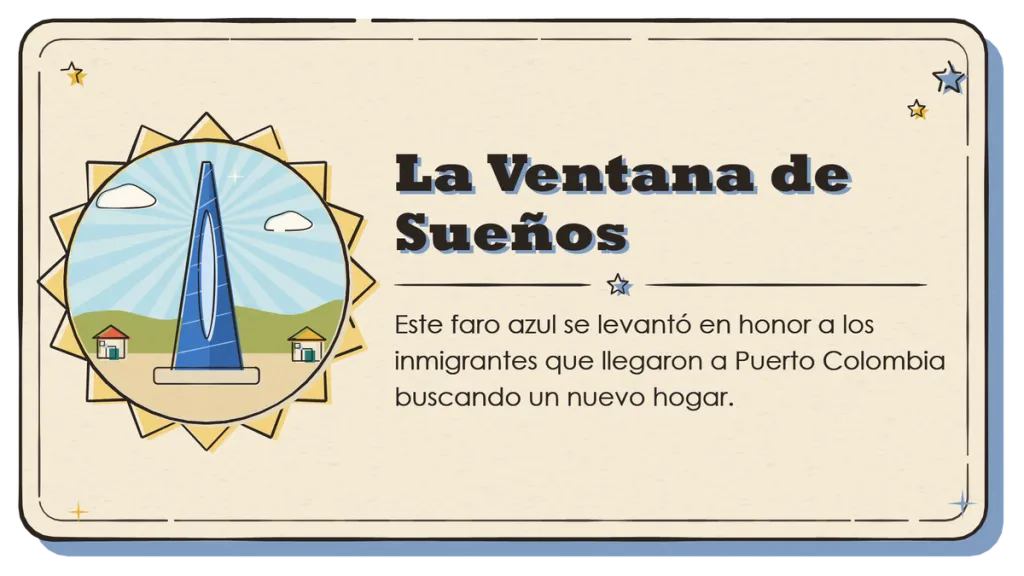 La Ventana de
Sueños
Este faro azul se levantó en honor a los
inmigrantes que llegaron a Puerto Colombia
buscando un nuevo hogar.